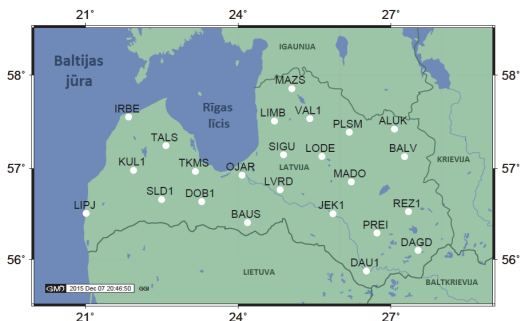 21° 24° 27°
IGAUNIJA
Baltijas
jūra
58° 58°
MAZS
IRBE
Rīgas
līcis
LIMB VAL1
PLSM ALUK
TALS
SIGU LODE BALV
KUL1 TKMS OJAR LATVIJA KRIEVIJA
57° 57°
MADO
SLD1 DOB1 LVRD
LIPJ JEK1 REZ1
BAUS PREI
DAGD
56° 56°
LIETUVA DAU1 BALTKRIEVIJA
GMD 2015 Dec 07 20:46:50 GGI
21° 24° 27°